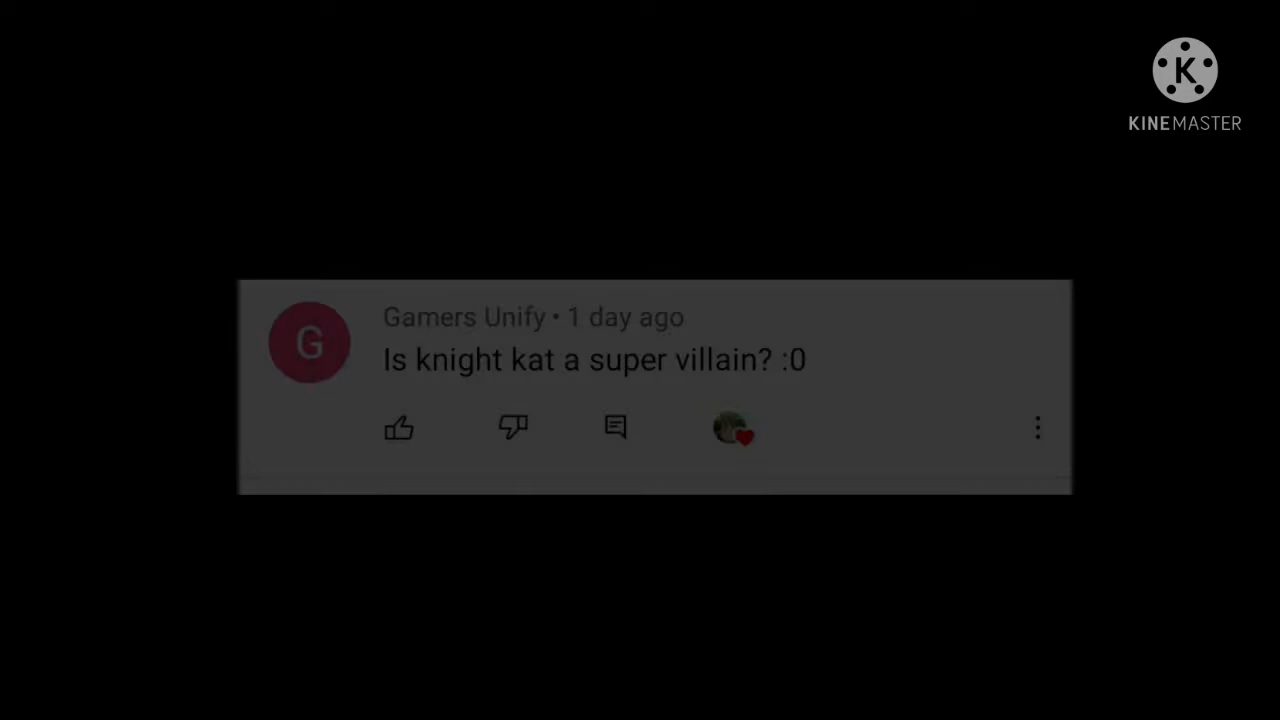 K
KINEMASTER
G
Gamers Unify • 1 day ago
Is knight kat a super villain? :0